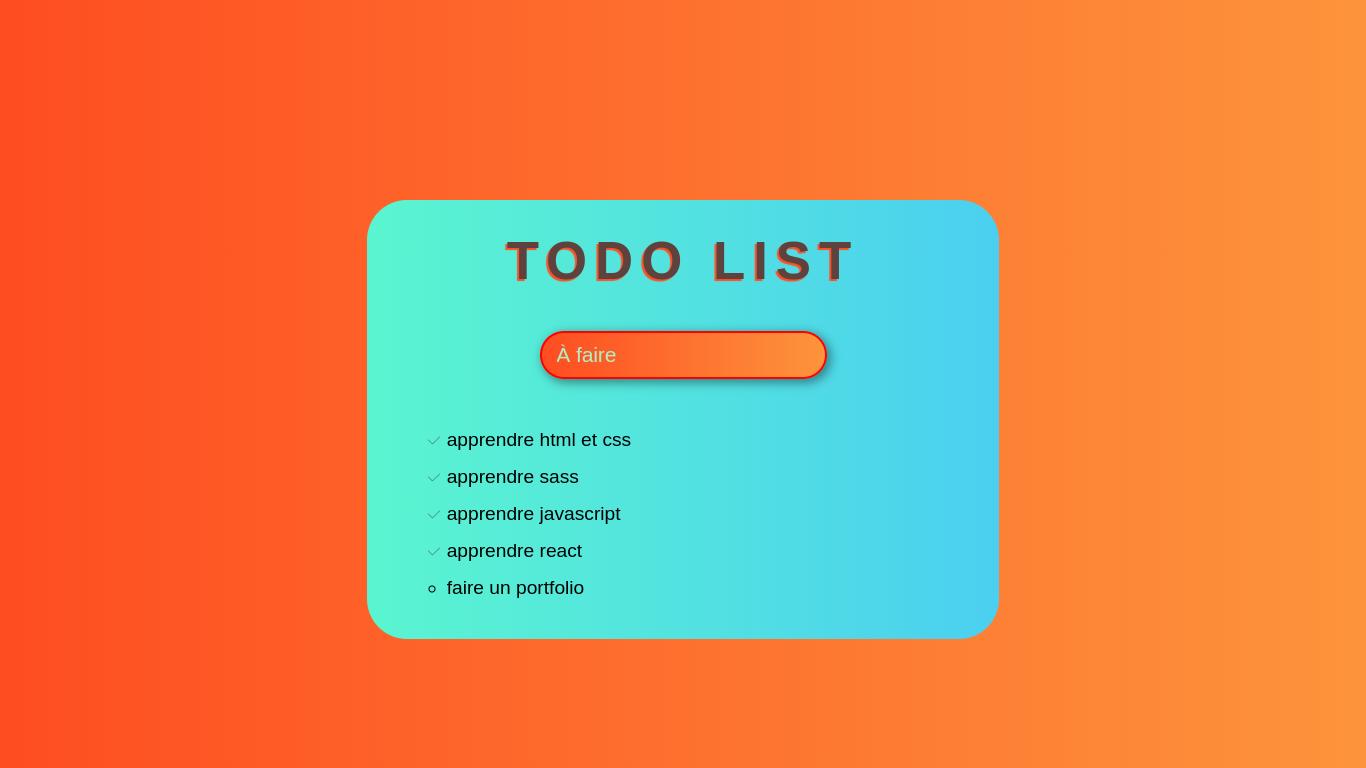 TODO LIST
À faire
apprendre html et css
apprendre sass
apprendre javascript
apprendre react
faire un portfolio